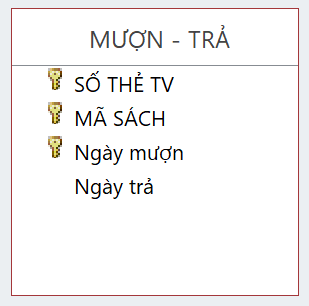 MƯỢN - TRẢ
SỐ THẺ TV
MÃ SÁCH
Ngày mượn
Ngày trả